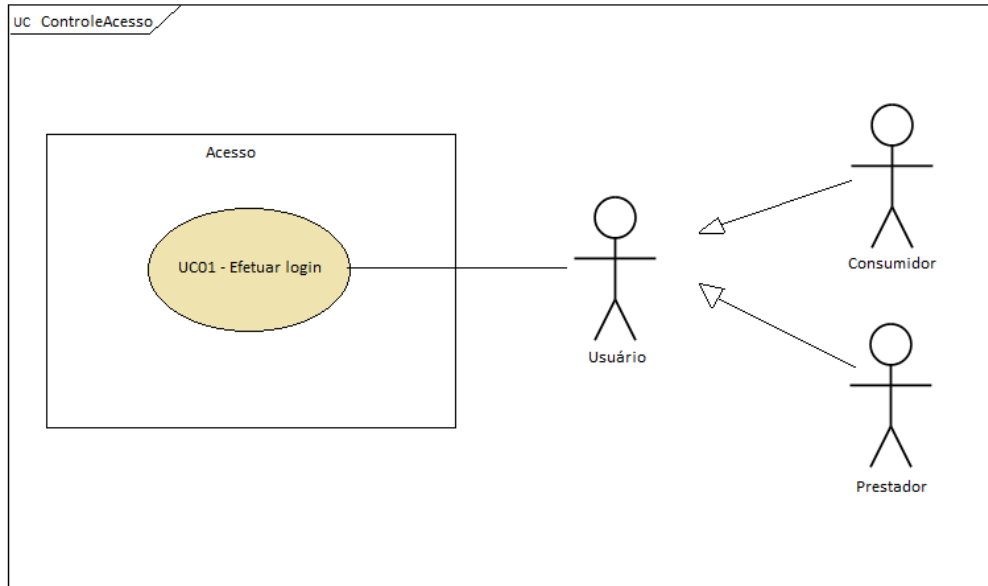 UC ControleAcesso
Acesso
UC01 - Efetuar login
Usuário
Consumidor
Prestador